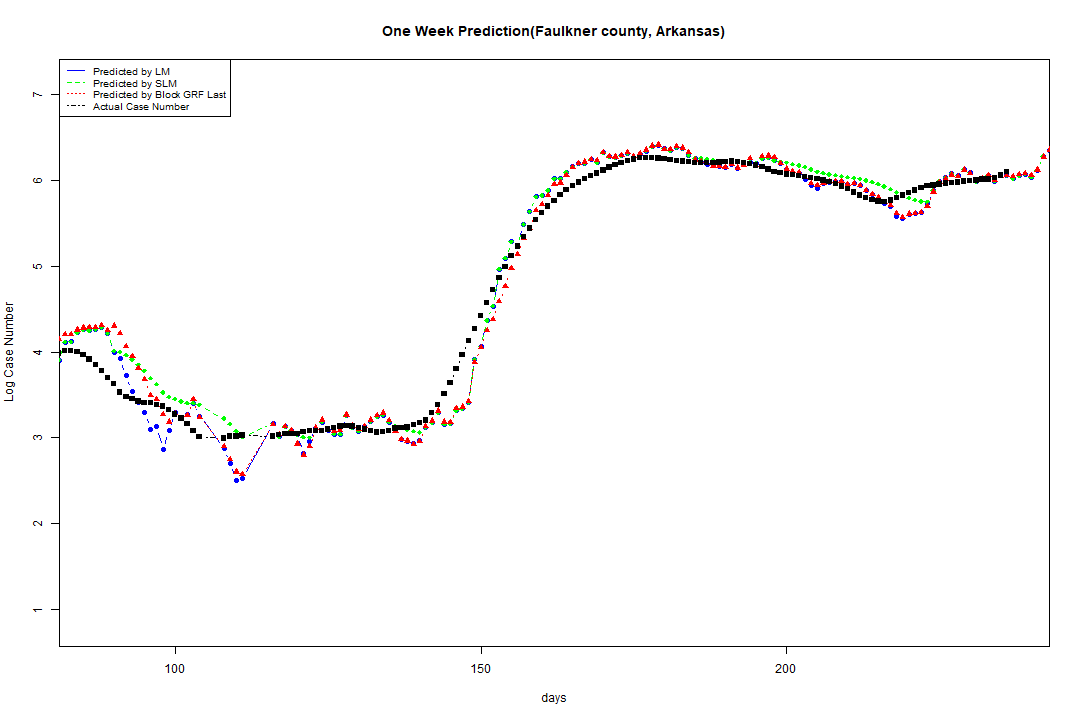 One Week Prediction(Faulkner county, Arkansas)
Predicted by LM
Predicted by SLM
Predicted by Block GRF Last
Actual Case Number
7
6
5
4
3
2
1
Log Case Number
100 150 200
days